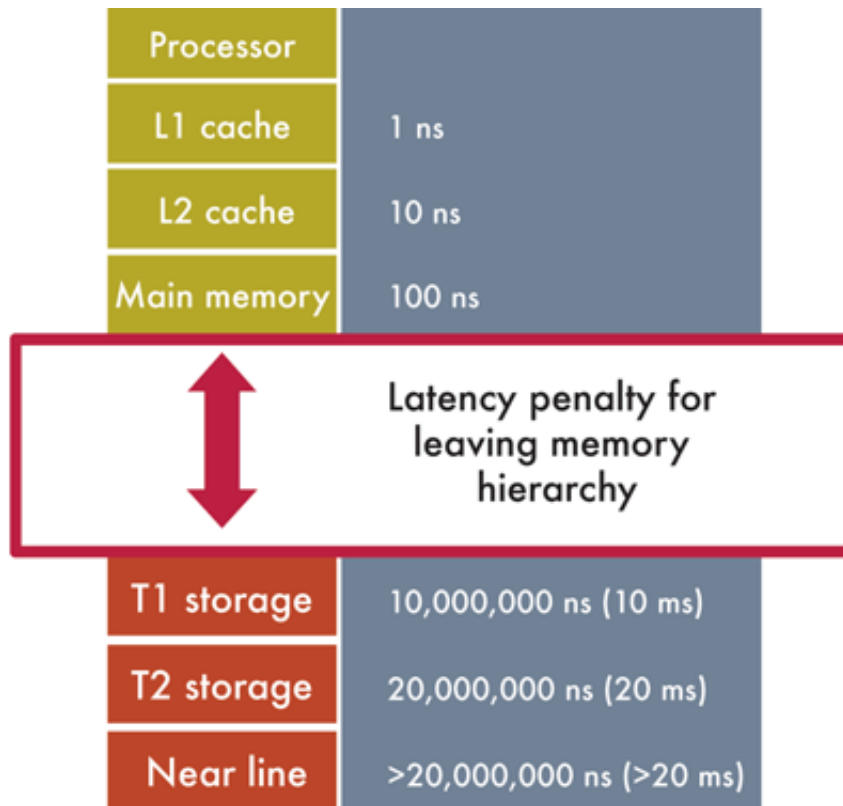 Processor
L1 cache 1 ns
L2 cache 10 ns
Main memory 100 ns
Latency penalty for
leaving memory
hierarchy
T1 storage 10,000,000 ns (10 ms)
T2 storage 20,000,000 ns (20 ms)
Near line >20,000,000 ns (>20 ms)